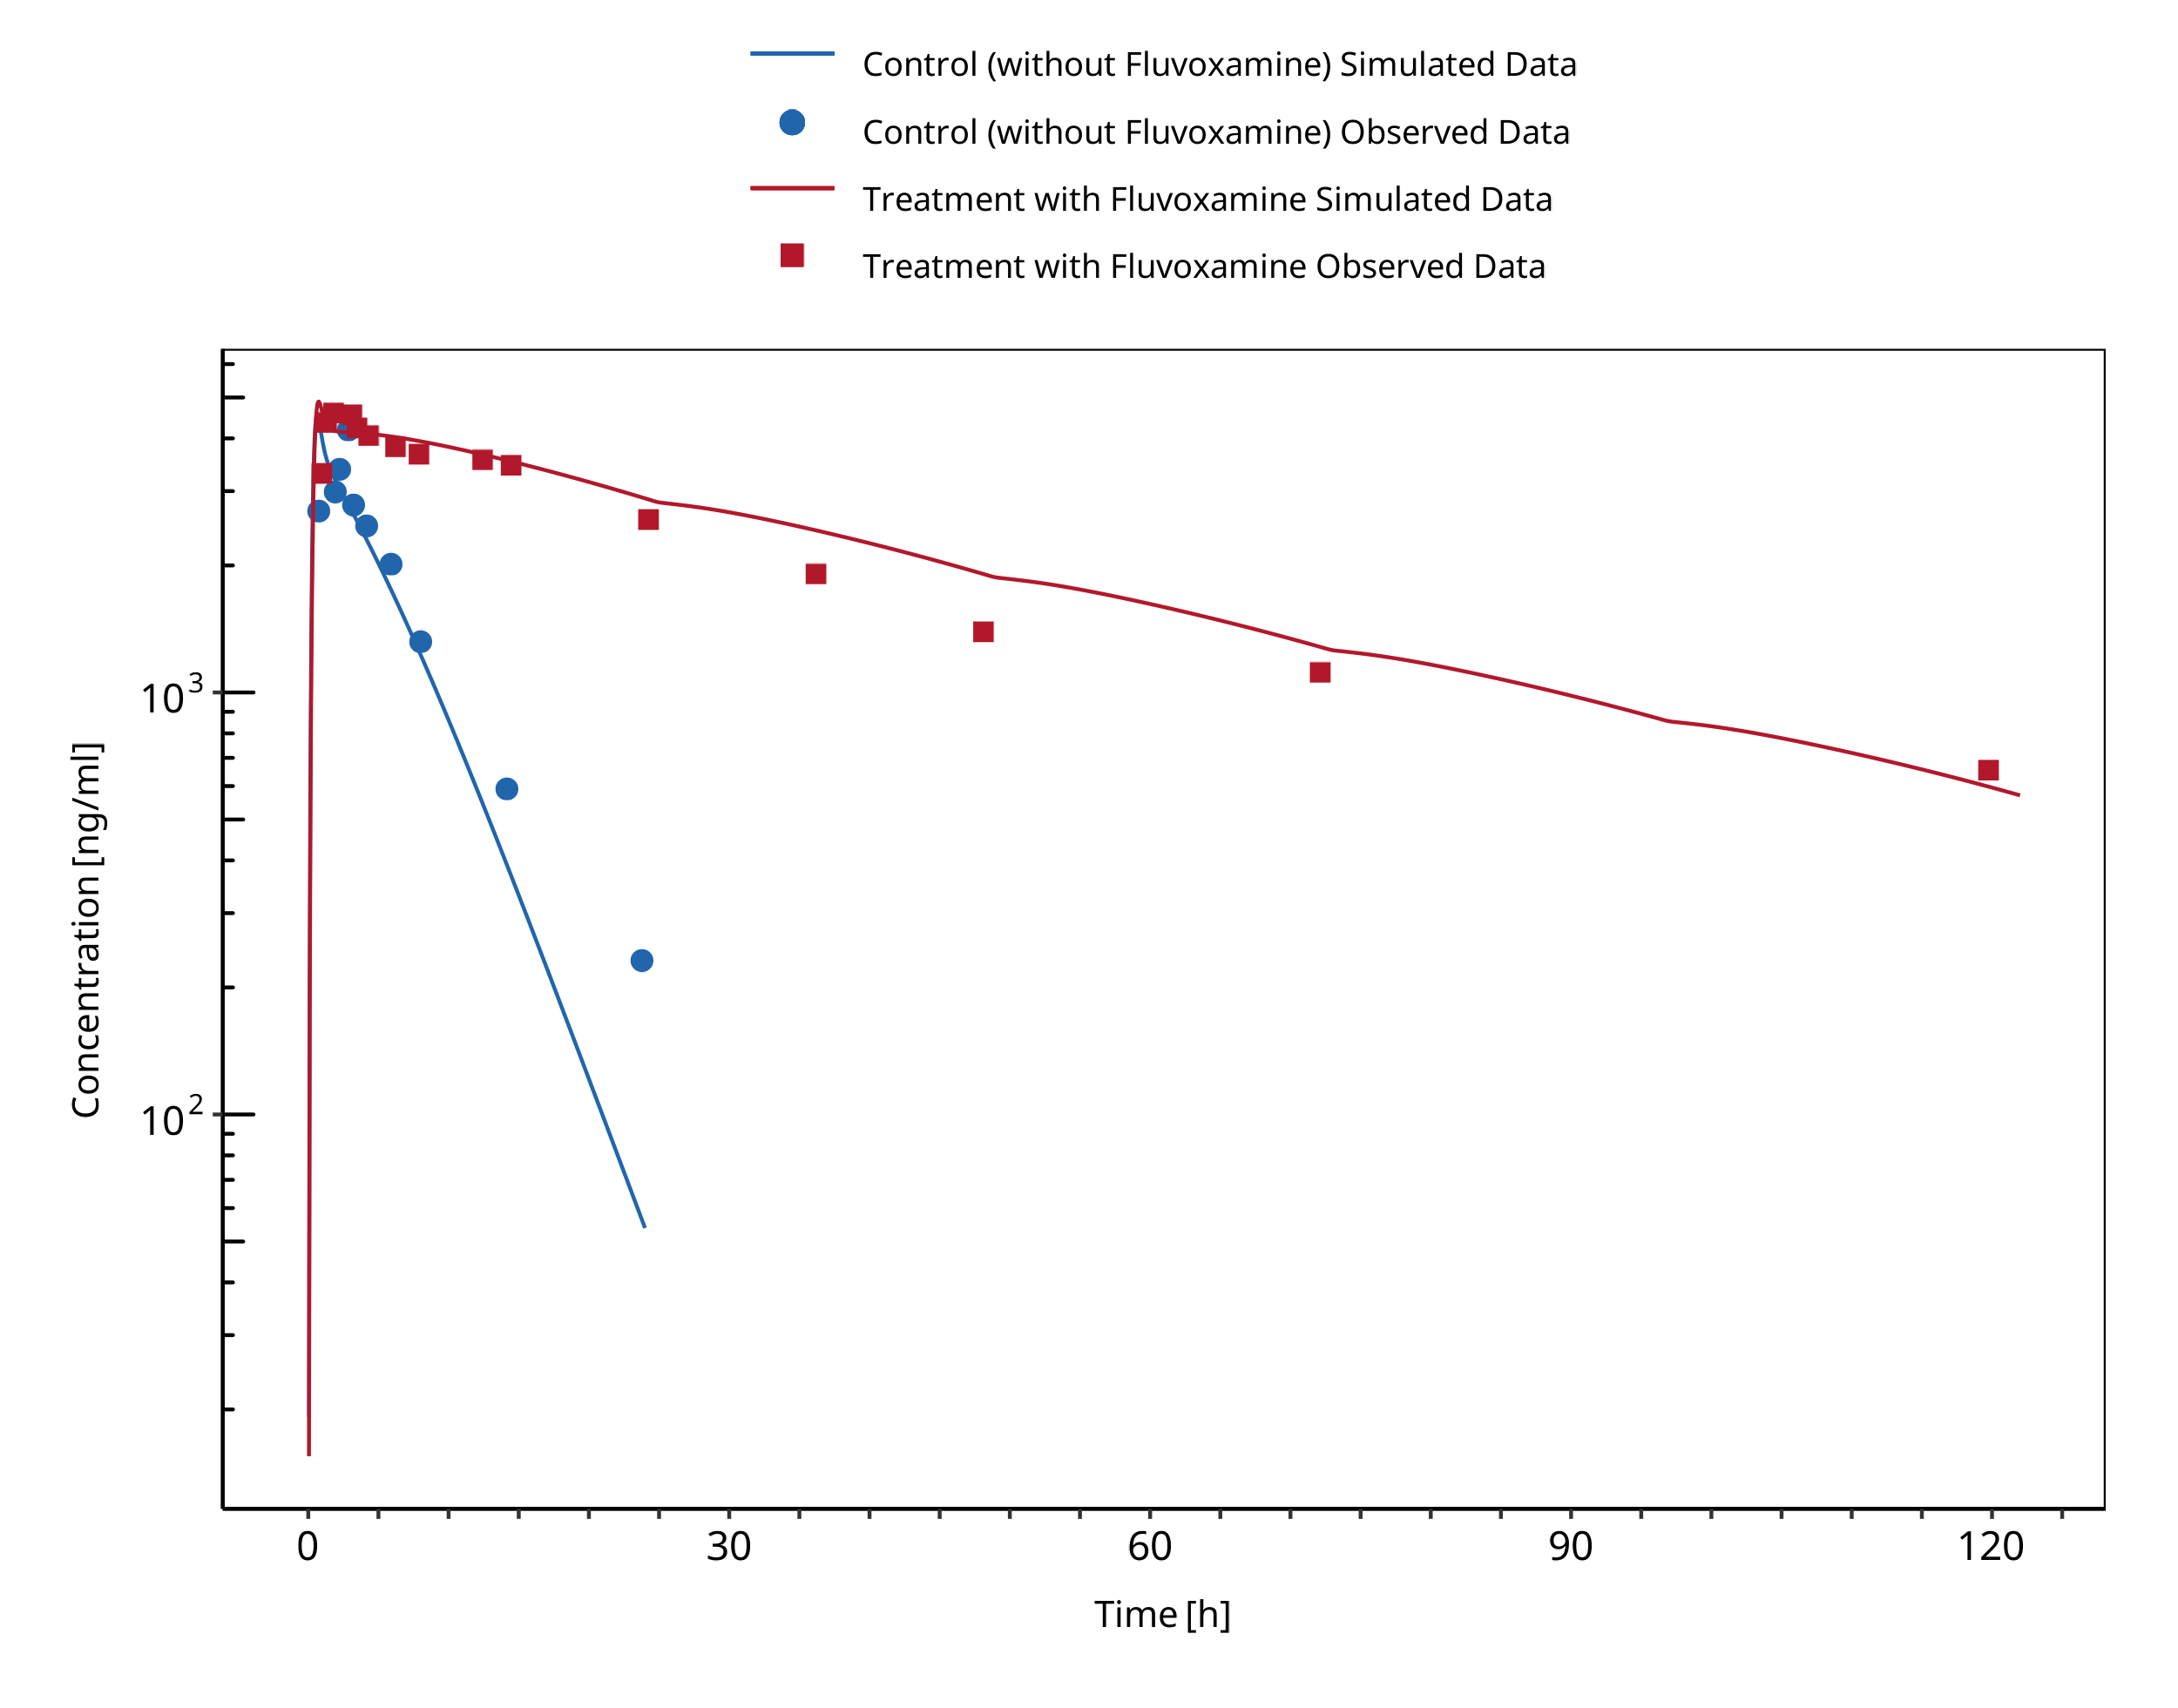 Control (without Fluvoxamine) Simulated Data
Control (without Fluvoxamine) Observed Data
Treatment with Fluvoxamine Simulated Data
Treatment with Fluvoxamine Observed Data
Concentration [ng/ml]
10³
10²
0 30 60 90 120
Time [h]